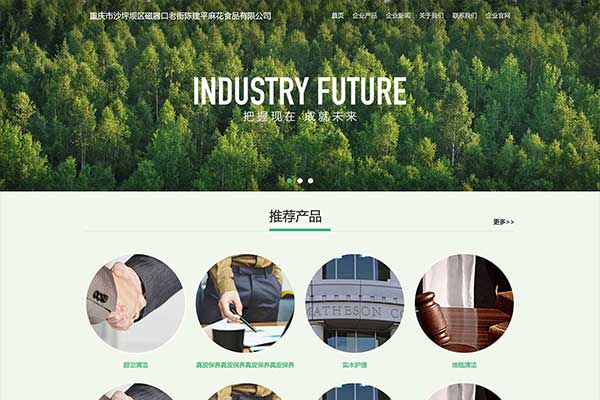 重庆市沙坪坝区磁器口老街陈建平麻花食品有限公司
首页 企业产品 企业新闻 关于我们 联系我们 企业官网
INDUSTRY FUTURE
把握现在 成就未来
推荐产品
更多>>
MATHESON CO
厨卫清洁
真皮保养真皮保养真皮保养真皮保养
实木护理
地毯清洁